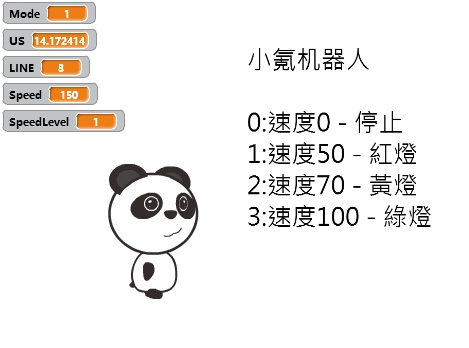 Mode 1
US 14.172414
LINE 3
Speed 150
SpeedLevel 1
小氪机器人
0:速度0 - 停止
1:速度50 - 紅燈
2:速度70 - 黃燈
3:速度100 - 綠燈